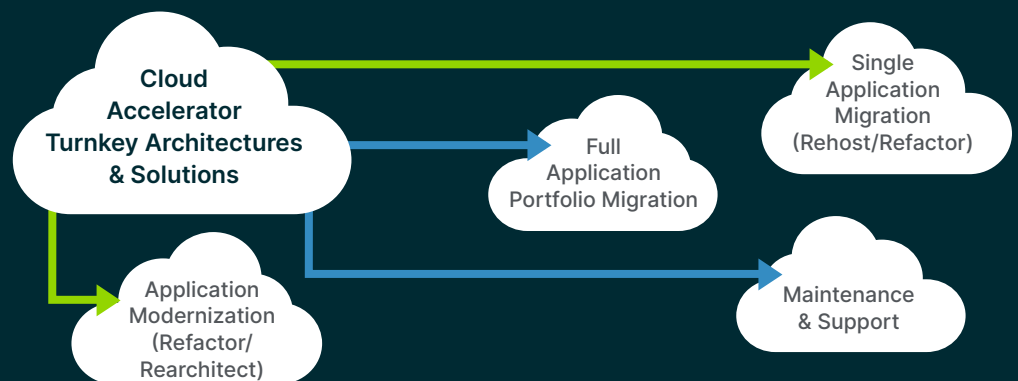 Cloud
Accelerator
Turnkey Architectures
& Solutions
Single
Application
Migration
(Rehost/Refactor)
Full
Application
Portfolio Migration
Application
Modernization
(Refactor/
Rearchitect)
Maintenance
& Support